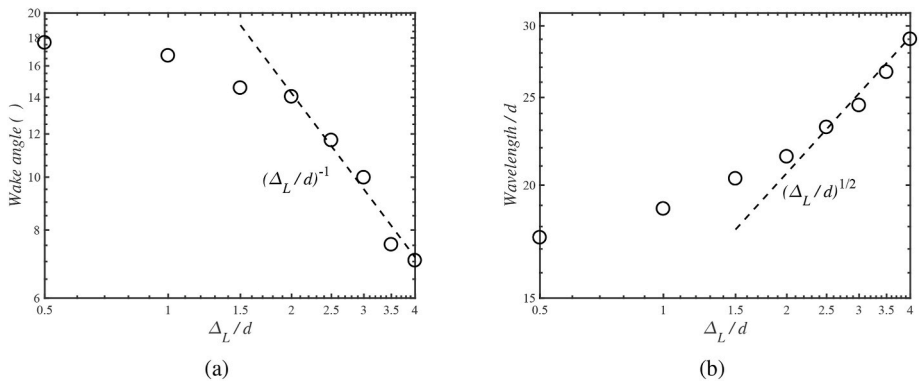 20
18
16
14
12
10
8
6
Wake angle ( )
(Δ_L/d)^-1
0.5 1 1.5 2 2.5 3 3.5 4
Δ_L/d
(a)
30
25
20
15
Wavelength/d
(Δ_L/d)^1/2
0.5 1 1.5 2 2.5 3 3.5 4
Δ_L/d
(b)